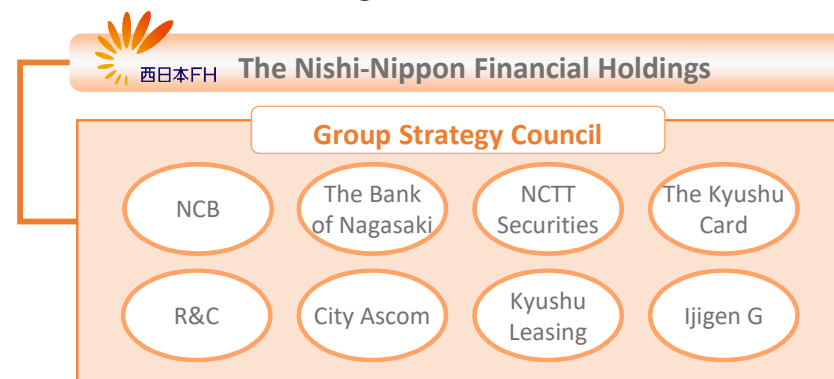 西日本FH The Nishi-Nippon Financial Holdings
Group Strategy Council
NCB
The Bank
of Nagasaki
NCTT
Securities
The Kyushu
Card
R&C
City Ascom
Kyushu
Leasing
Ijigen G